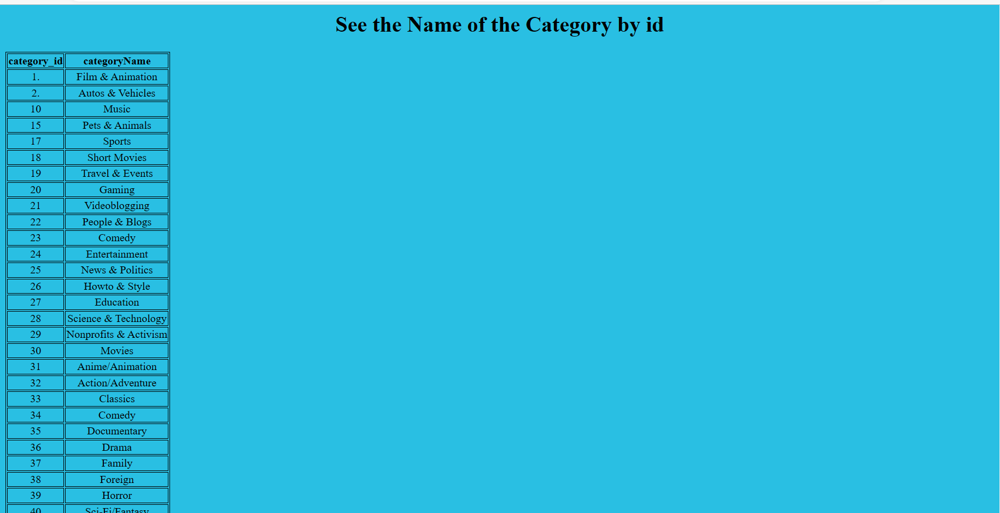 See the Name of the Category by id
category_id categoryName
1. Film & Animation
2. Autos & Vehicles
10 Music
15 Pets & Animals
17 Sports
18 Short Movies
19 Travel & Events
20 Gaming
21 Videoblogging
22 People & Blogs
23 Comedy
24 Entertainment
25 News & Politics
26 Howto & Style
27 Education
28 Science & Technology
29 Nonprofits & Activism
30 Movies
31 Anime/Animation
32 Action/Adventure
33 Classics
34 Comedy
35 Documentary
36 Drama
37 Family
38 Foreign
39 Horror
40 Sci-Fi/Fantasy